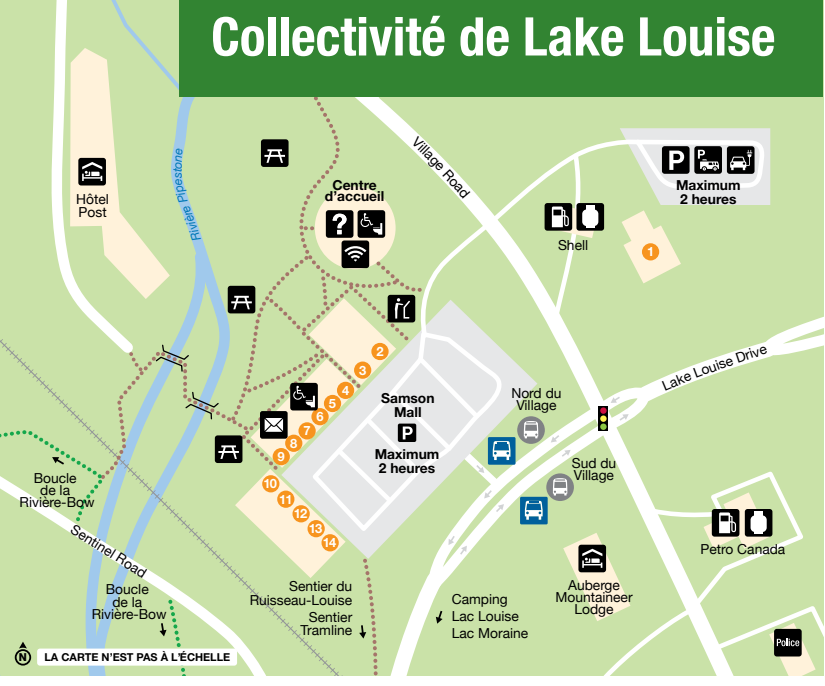 Collectivité de Lake Louise
Village Road
P
P
Maximum
2 heures
Hôtel
Post
Rivière Pipestone
Centre
d'accueil
?
Shell
1
2
3
4
5
6
7
8
9
10
11
12
13
14
Samson
Mall
P
Maximum
2 heures
Lake Louise Drive
Nord du
Village
Sud du
Village
Boucle
de la
Rivière-Bow
Sentinel Road
Petro Canada
Auberge
Mountaineer
Lodge
Boucle
de la
Rivière-Bow
Sentier du
Ruisseau-Louise
Sentier
Tramline
Camping
Lac Louise
Lac Moraine
Police
N
LA CARTE N'EST PAS À L'ÉCHELLE